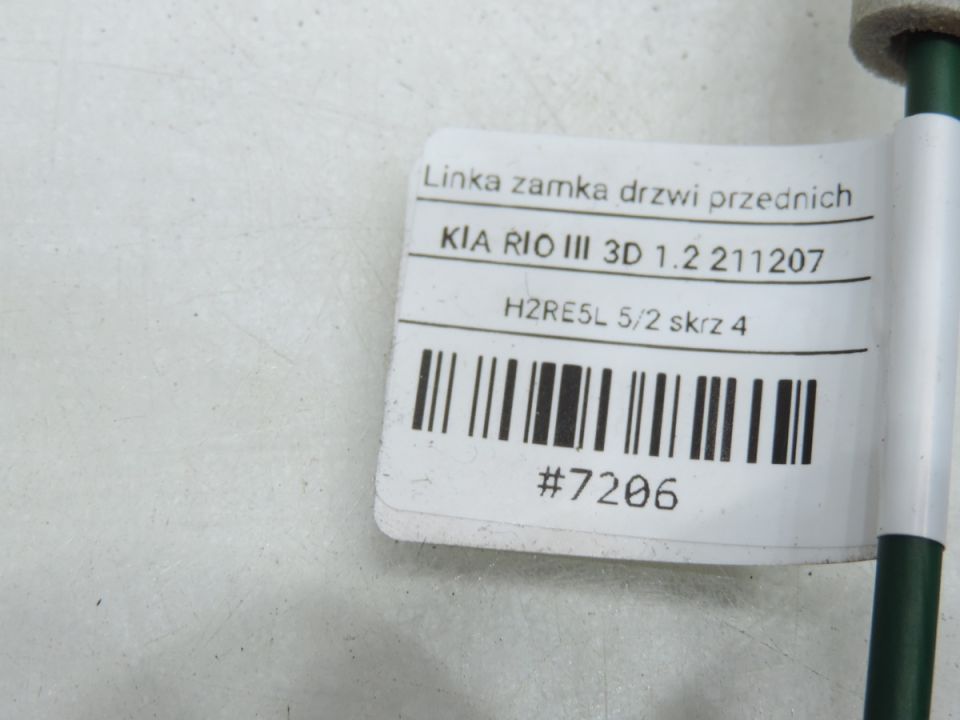 Linka zamka drzwi przednich
KIA RIO III 3D 1.2 211207
H2RE5L 5/2 skrz 4
#7206